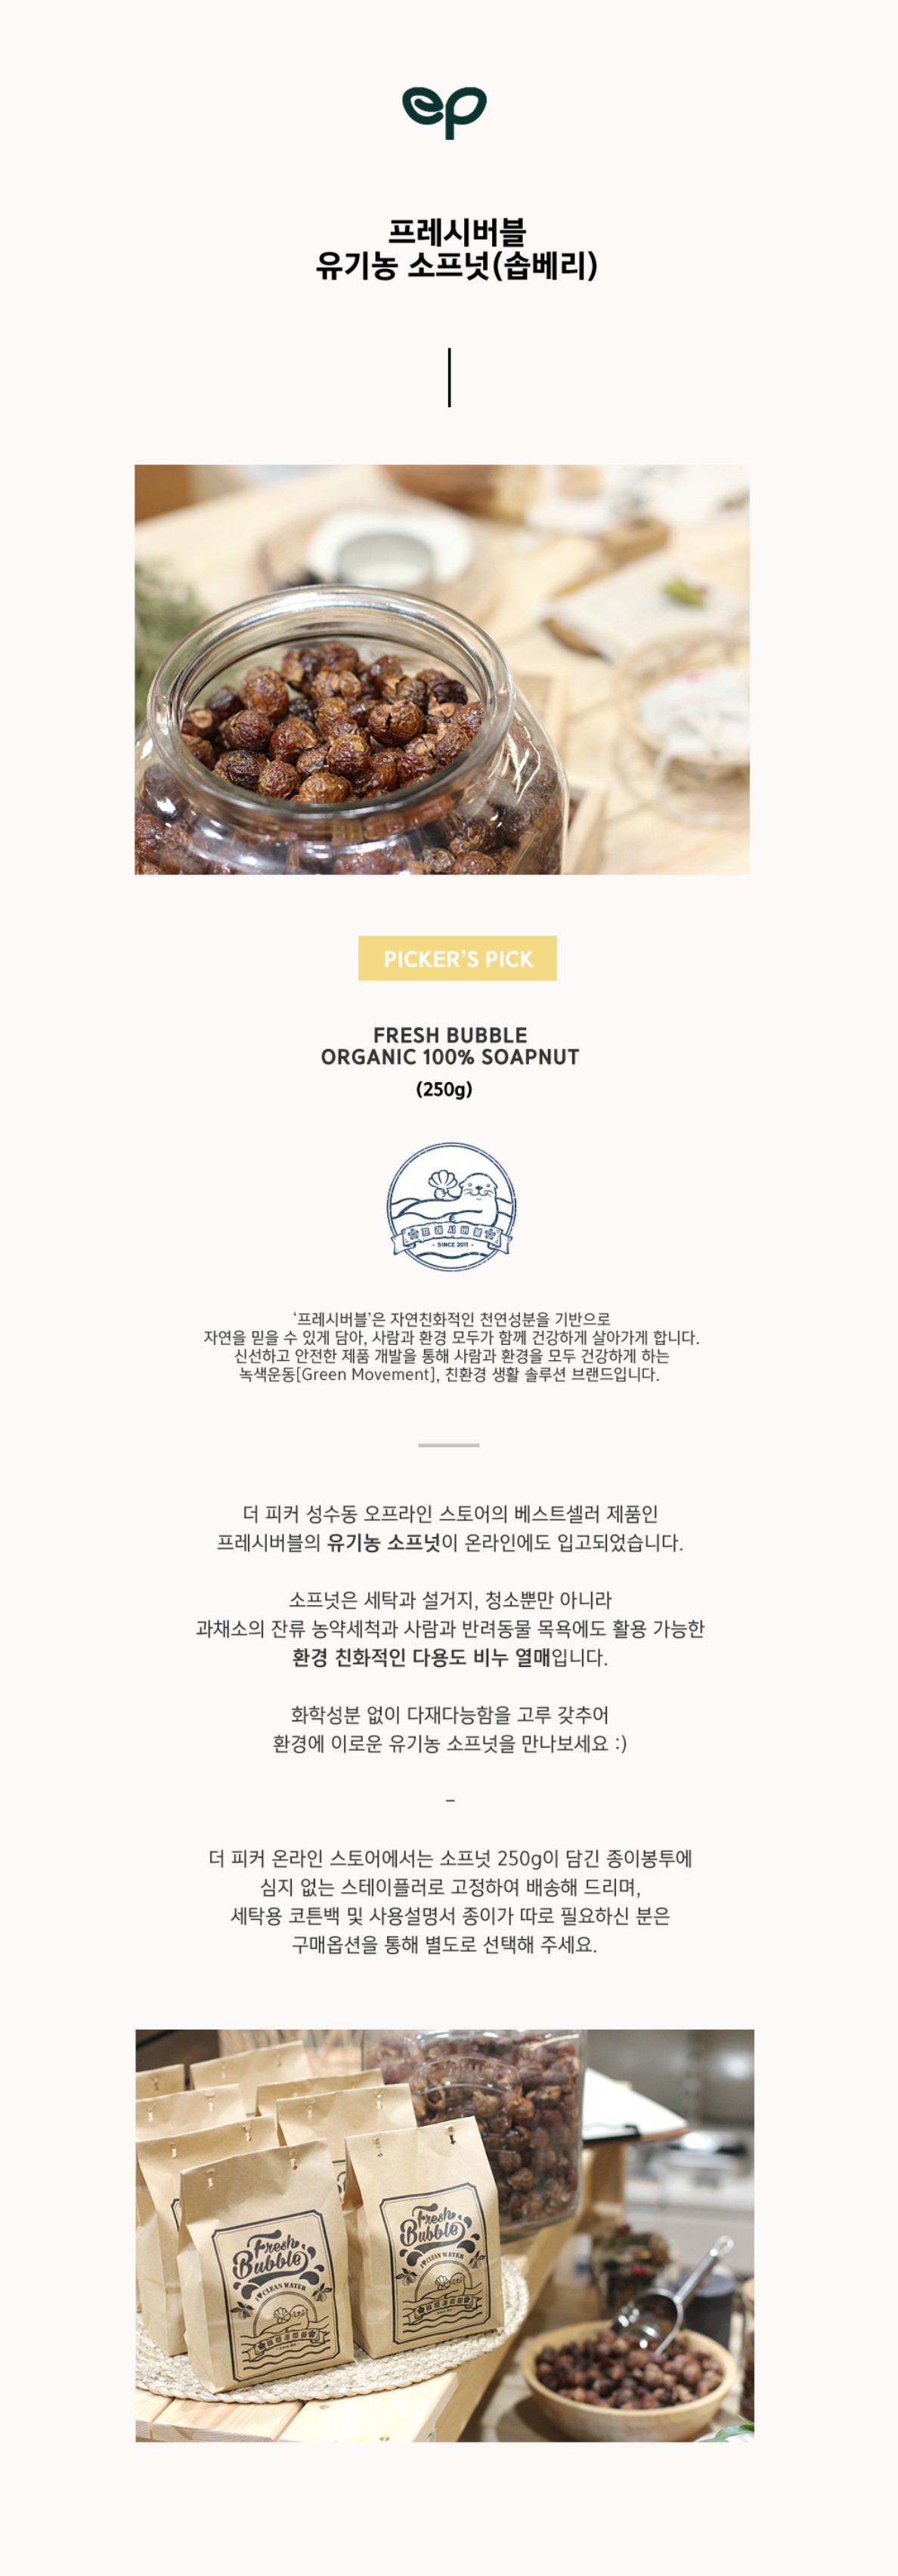 ep
프레시버블
유기농 소프넛(솝베리)
PICKER'S PICK
FRESH BUBBLE
ORGANIC 100% SOAPNUT
(250g)
프레시버블
· SINCE 2011 ·
‘프레시버블’은 자연친화적인 천연성분을 기반으로
자연을 믿을 수 있게 담아, 사람과 환경 모두가 함께 건강하게 살아가게 합니다.
신선하고 안전한 제품 개발을 통해 사람과 환경을 모두 건강하게 하는
녹색운동[Green Movement], 친환경 생활 솔루션 브랜드입니다.
더 피커 성수동 오프라인 스토어의 베스트셀러 제품인
프레시버블의 유기농 소프넛이 온라인에도 입고되었습니다.
소프넛은 세탁과 설거지, 청소뿐만 아니라
과채소의 잔류 농약세척과 사람과 반려동물 목욕에도 활용 가능한
환경 친화적인 다용도 비누 열매입니다.
화학성분 없이 다재다능함을 고루 갖추어
환경에 이로운 유기농 소프넛을 만나보세요 :)
–
더 피커 온라인 스토어에서는 소프넛 250g이 담긴 종이봉투에
심지 없는 스테이플러로 고정하여 배송해 드리며,
세탁용 코튼백 및 사용설명서 종이가 따로 필요하신 분은
구매옵션을 통해 별도로 선택해 주세요.
Fresh
Bubble
I ♥ CLEAN WATER
프레시버블
Fresh
Bubble
I ♥ CLEAN WATER
프레시버블